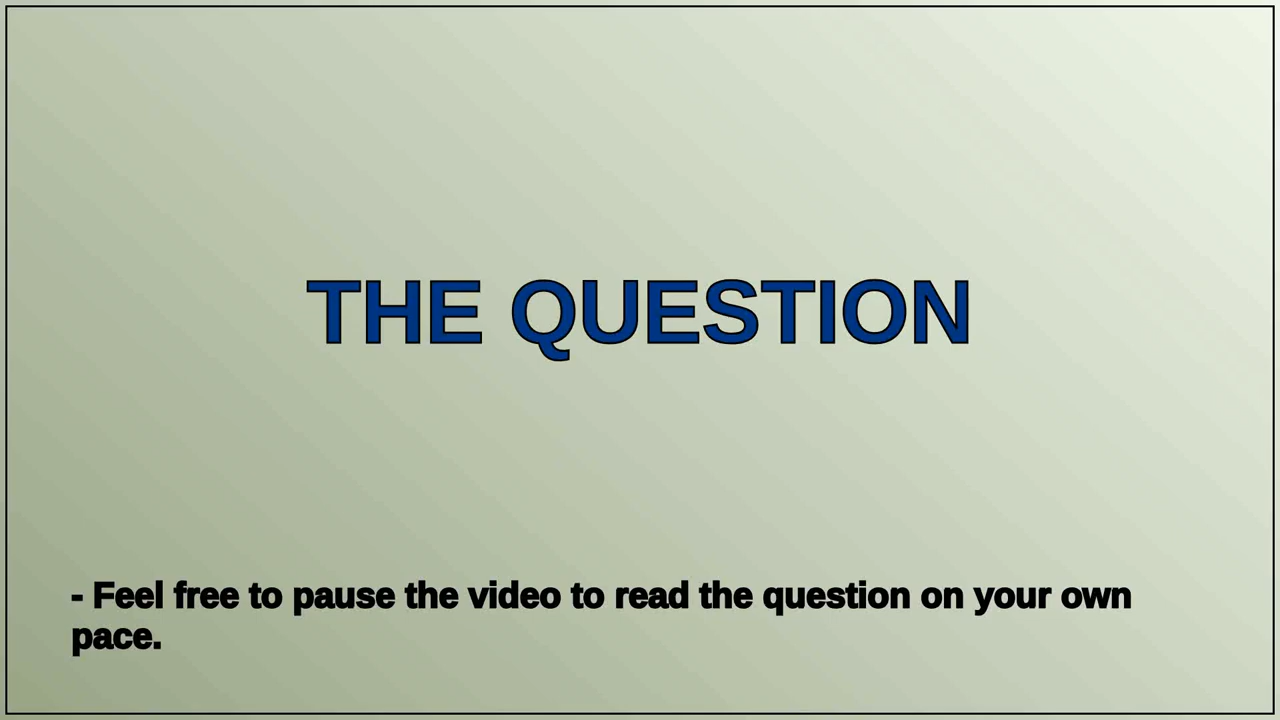 THE QUESTION
- Feel free to pause the video to read the question on your own
pace.